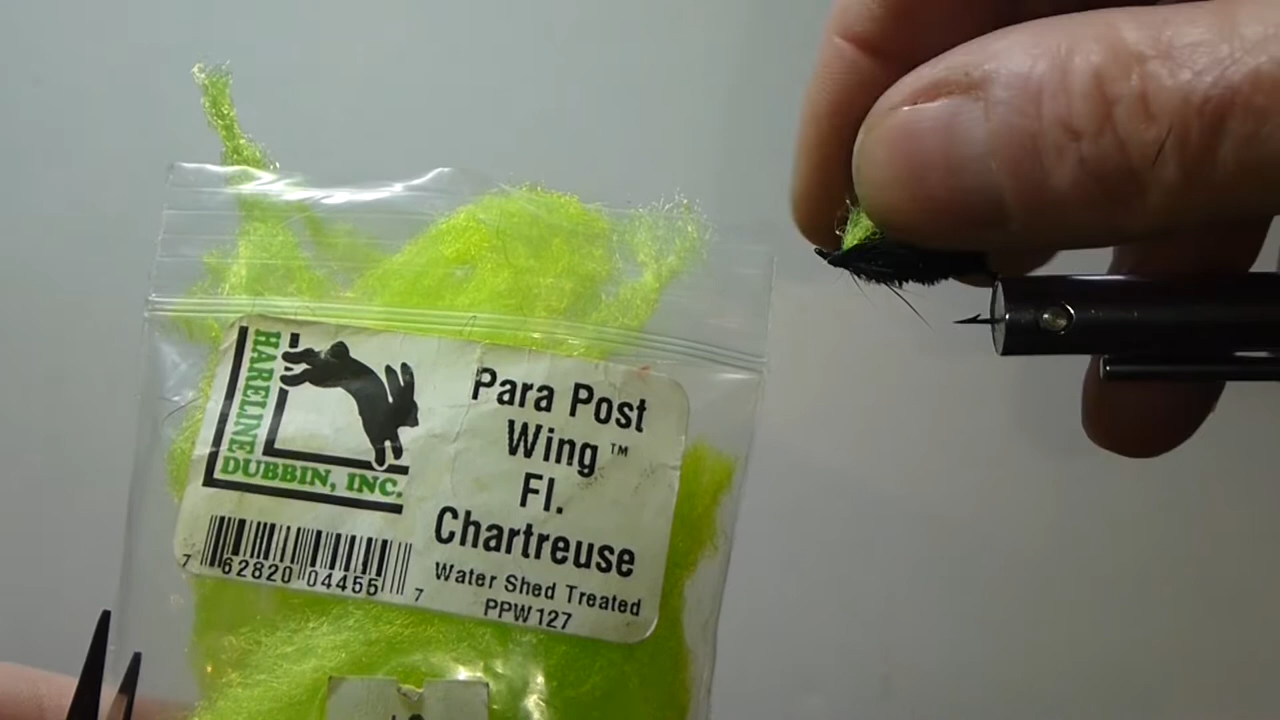 HARELINE
DUBBIN, INC.
Para Post
Wing™
Fl.
Chartreuse
Water Shed Treated
PPW127
7 62820 04455 7